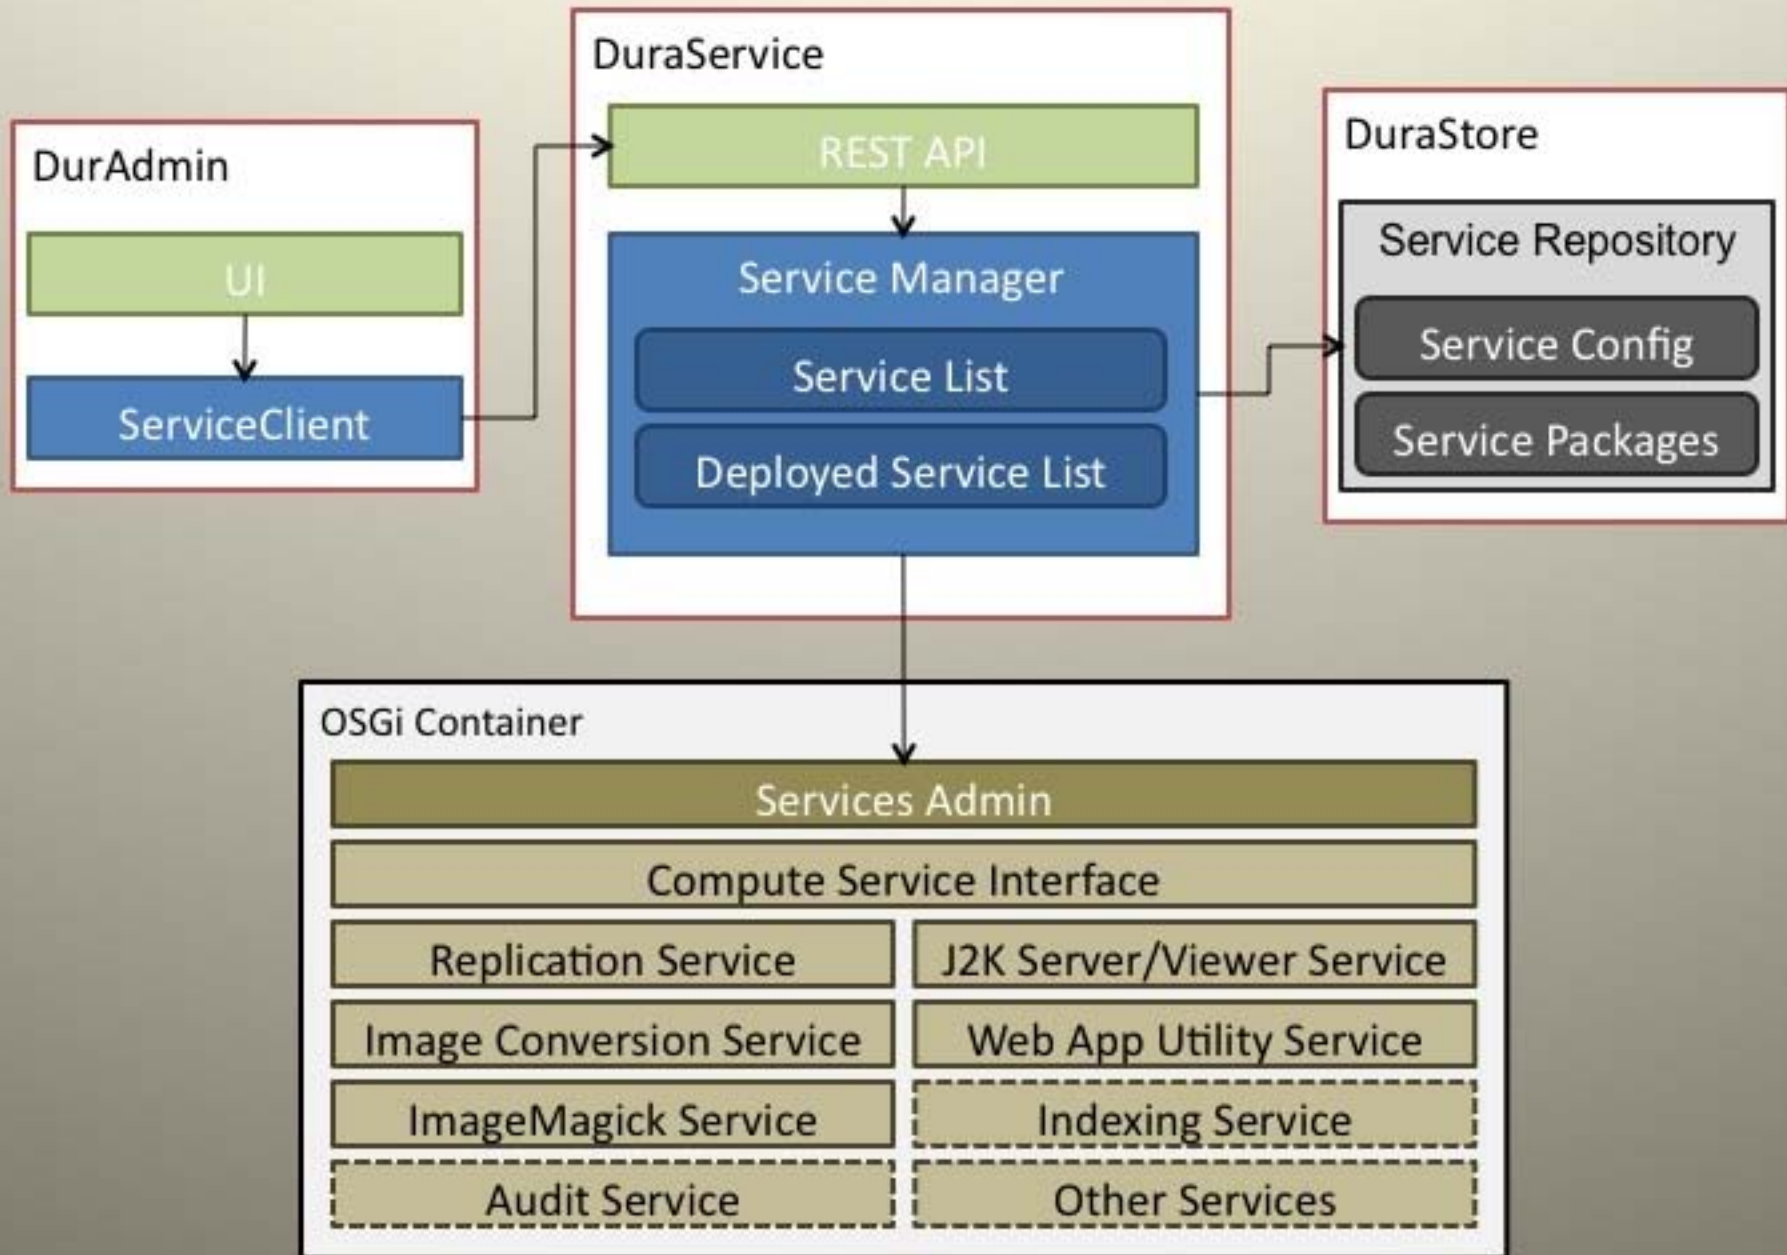 DurAdmin
UI
ServiceClient
DuraService
REST API
Service Manager
Service List
Deployed Service List
DuraStore
Service Repository
Service Config
Service Packages
OSGi Container
Services Admin
Compute Service Interface
Replication Service
J2K Server/Viewer Service
Image Conversion Service
Web App Utility Service
ImageMagick Service
Indexing Service
Audit Service
Other Services